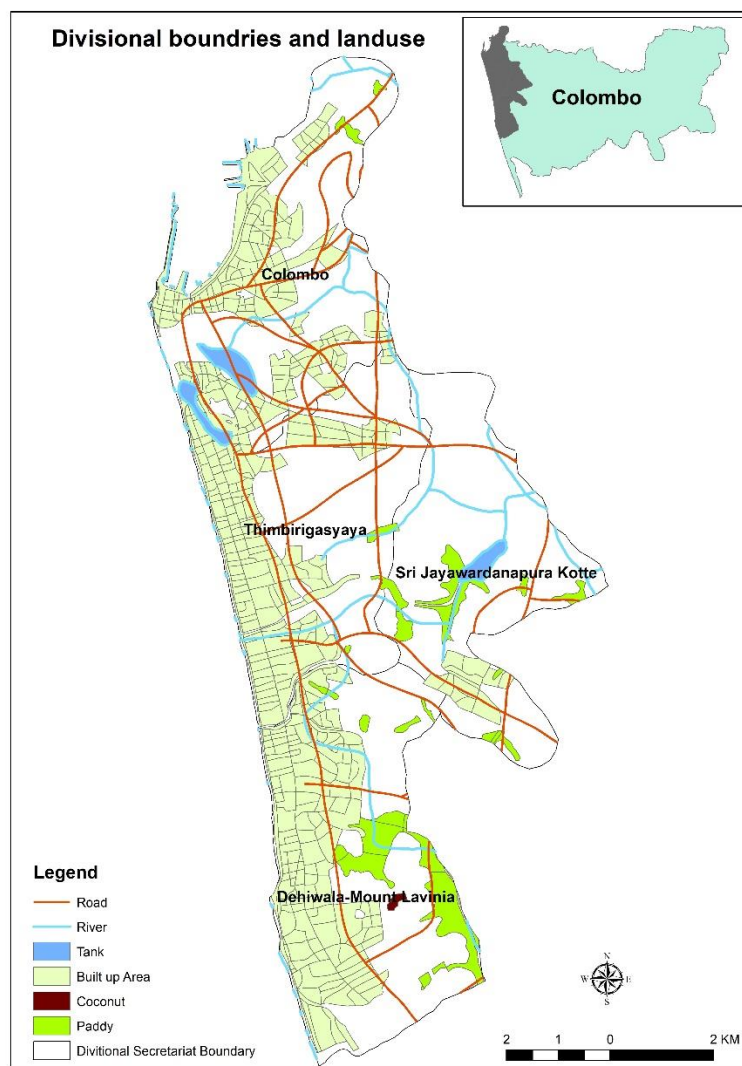 Divisional boundries and landuse
Colombo
Colombo
Thimbirigasyaya
Sri Jayawardanapura Kotte
Dehiwala-Mount Lavinia
Legend
Road
River
Tank
Built up Area
Coconut
Paddy
Divitional Secretariat Boundary
N
W E
S
2 1 0 2 KM